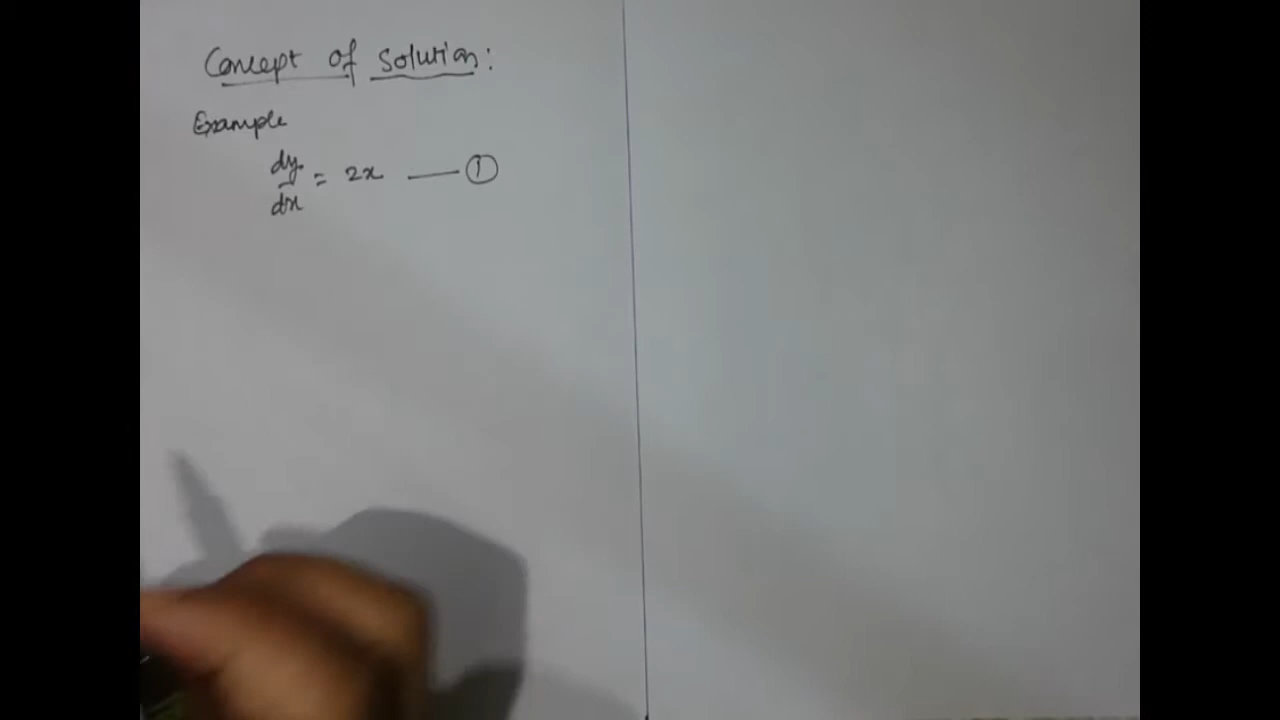 Concept of Solution:
Example
dy/dx = 2x —— ①